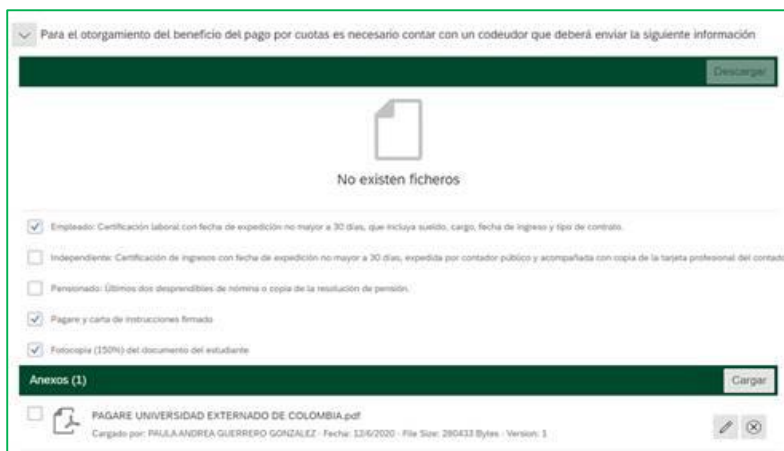 Para el otorgamiento del beneficio del pago por cuotas es necesario contar con un codeudor que deberá enviar la siguiente información
Descargar
No existen ficheros
Empleado: Certificación laboral con fecha de expedición no mayor a 30 días, que incluya sueldo, cargo, fecha de ingreso y tipo de contrato.
Independiente: Certificación de ingresos con fecha de expedición no mayor a 30 días, expedida por contador público y acompañada con copia de la tarjeta profesional del contado
Pensionado: Últimos dos desprendibles de nómina o copia de la resolución de pensión.
Pagare y carta de instrucciones firmado
Fotocopia (150%) del documento del estudiante
Anexos (1)
Cargar
PAGARE UNIVERSIDAD EXTERNADO DE COLOMBIA.pdf
Cargado por: PAULA ANDREA GUERRERO GONZALEZ · Fecha: 12/6/2020 · File Size: 280433 Bytes · Version: 1